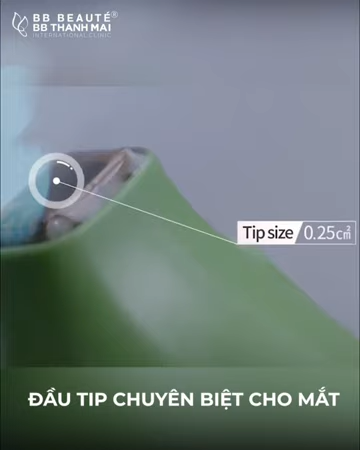 BB BEAUTÉ®
BB THANH MAI
INTERNATIONAL CLINIC
Tip size 0.25㎠
ĐẦU TIP CHUYÊN BIỆT CHO MẮT